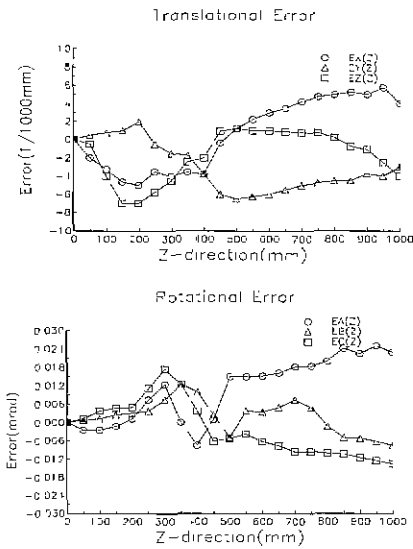 Translational Error
EX(Z)
EY(Z)
EZ(Z)
Error(1/1000mm)
10
8
6
4
2
0
-2
-4
-6
-8
-10
0 100 200 300 400 500 600 700 800 900 1000
Z-direction(mm)
Rotational Error
EA(Z)
EB(Z)
EC(Z)
Error(mrad)
0.030
0.021
0.018
0.012
0.006
0.000
-0.006
-0.012
-0.018
-0.021
-0.030
0 100 200 300 400 500 600 700 800 900 1000
Z-direction(mm)